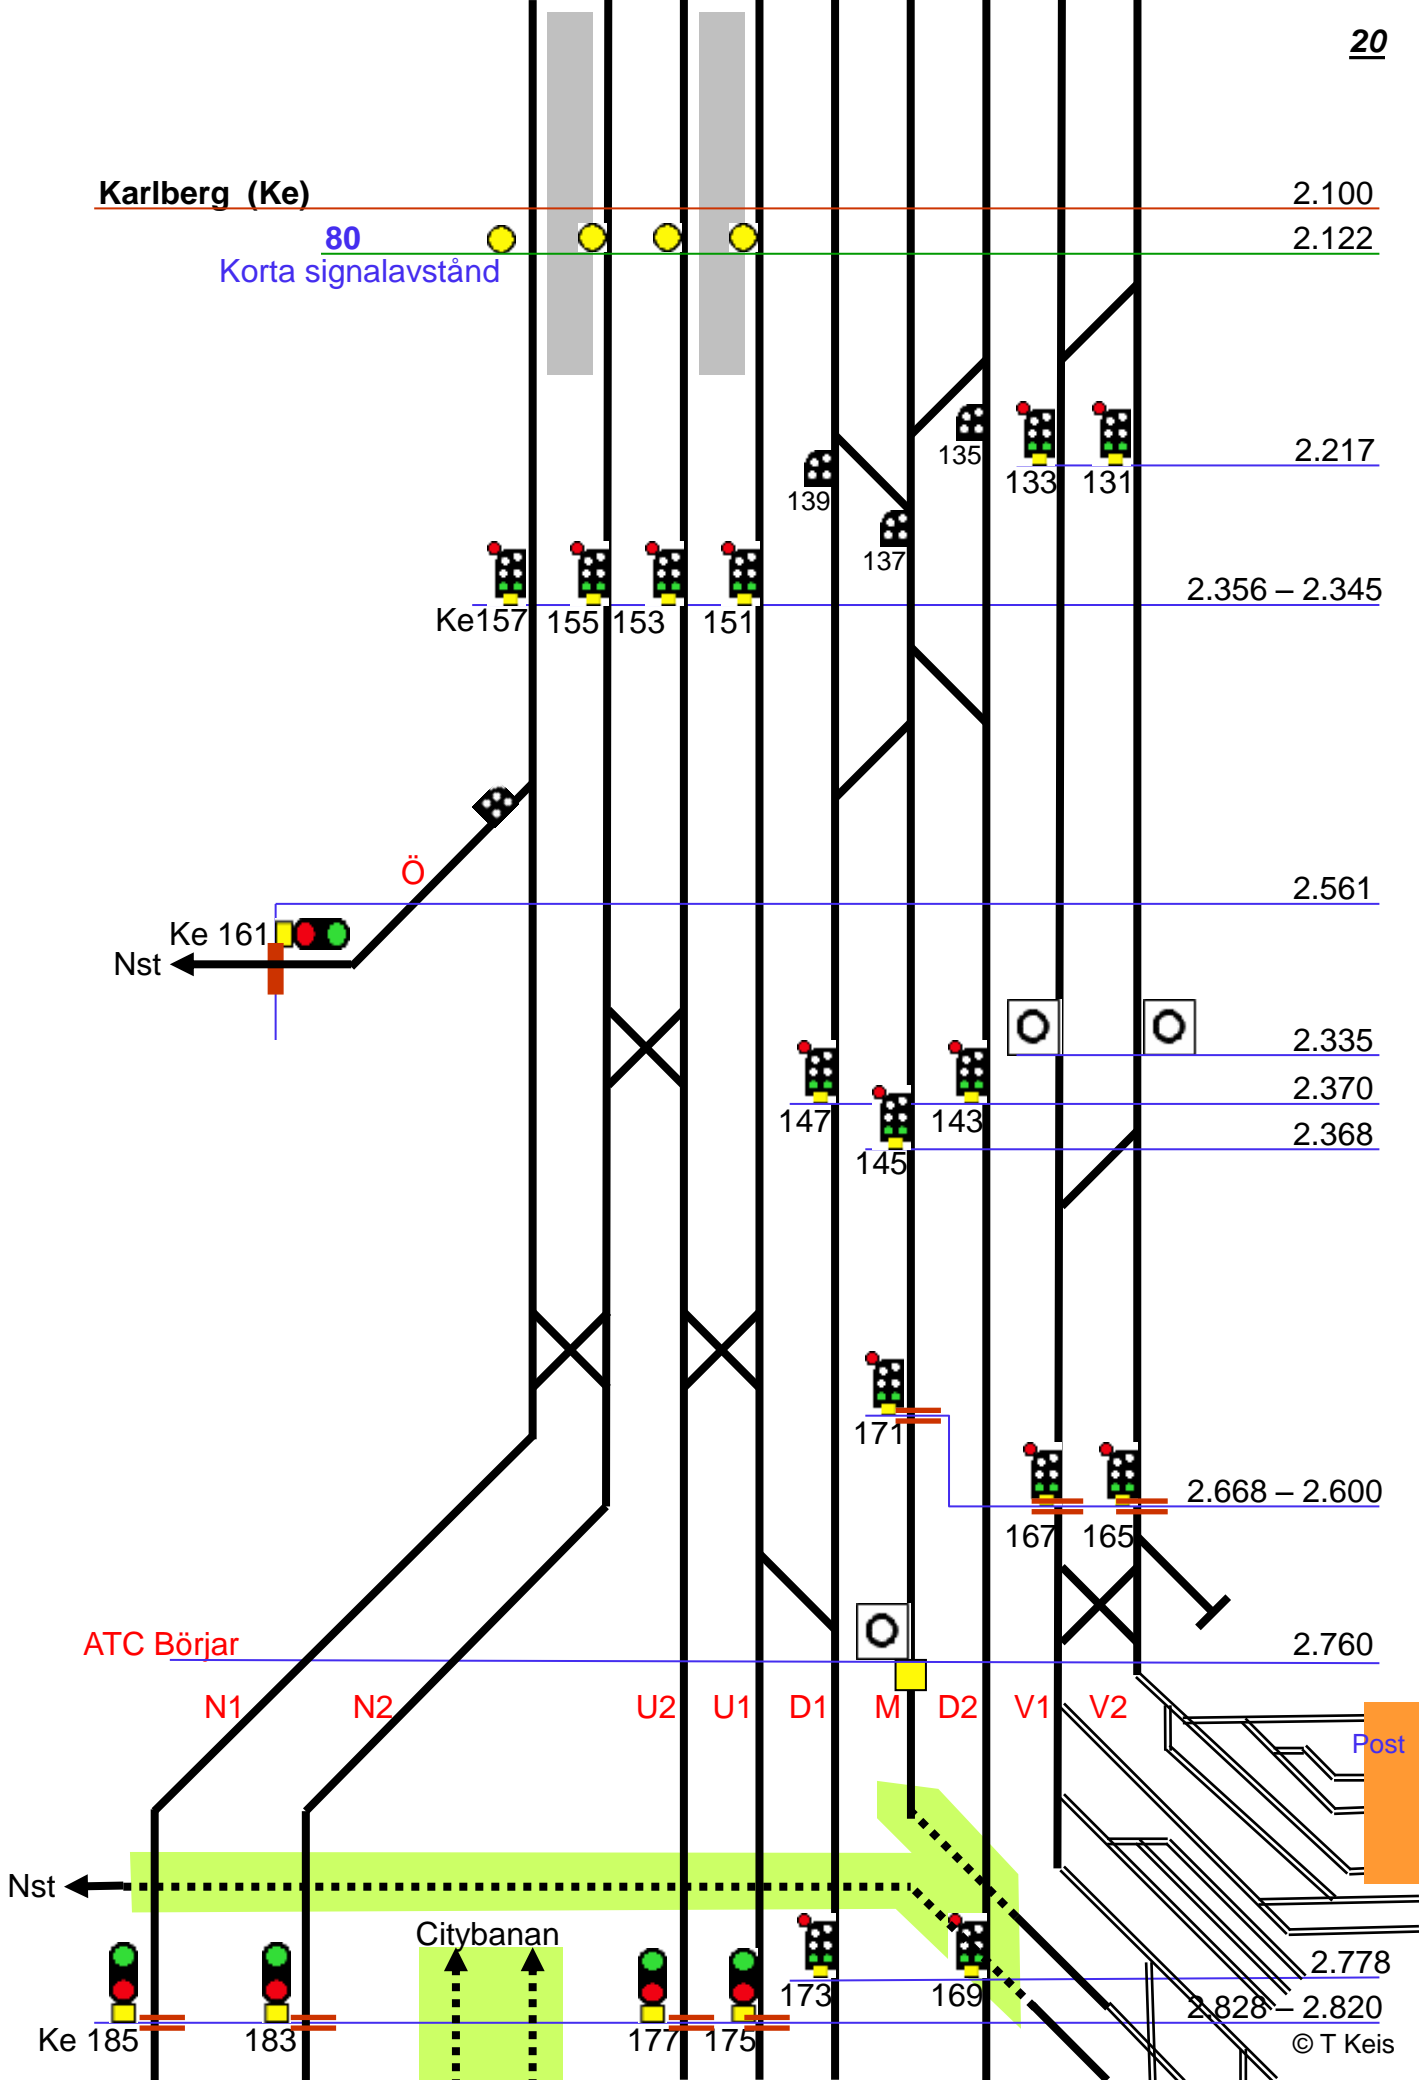 20
Karlberg (Ke)
2.100
80
2.122
Korta signalavstånd
135
2.217
139
133
131
137
2.356 – 2.345
Ke157
155
153
151
Ö
2.561
Ke 161
Nst
2.335
2.370
147
143
2.368
145
171
2.668 – 2.600
167
165
ATC Börjar
2.760
N1
N2
U2
U1
D1
M
D2
V1
V2
Post
Nst
Citybanan
2.778
173
169
2.828 – 2.820
Ke 185
183
177
175
© T Keis